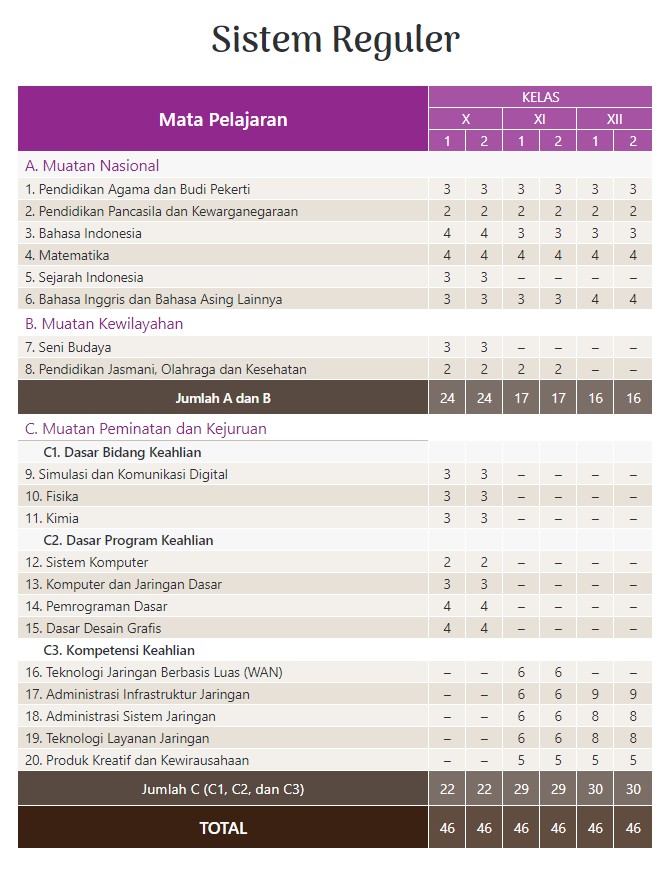 Sistem Reguler
Mata Pelajaran
KELAS
X XI XII
1 2 1 2 1 2
A. Muatan Nasional
1. Pendidikan Agama dan Budi Pekerti 3 3 3 3 3 3
2. Pendidikan Pancasila dan Kewarganegaraan 2 2 2 2 2 2
3. Bahasa Indonesia 4 4 3 3 3 3
4. Matematika 4 4 4 4 4 4
5. Sejarah Indonesia 3 3 – – – –
6. Bahasa Inggris dan Bahasa Asing Lainnya 3 3 3 3 4 4
B. Muatan Kewilayahan
7. Seni Budaya 3 3 – – – –
8. Pendidikan Jasmani, Olahraga dan Kesehatan 2 2 2 2 – –
Jumlah A dan B 24 24 17 17 16 16
C. Muatan Peminatan dan Kejuruan
C1. Dasar Bidang Keahlian
9. Simulasi dan Komunikasi Digital 3 3 – – – –
10. Fisika 3 3 – – – –
11. Kimia 3 3 – – – –
C2. Dasar Program Keahlian
12. Sistem Komputer 2 2 – – – –
13. Komputer dan Jaringan Dasar 3 3 – – – –
14. Pemrograman Dasar 4 4 – – – –
15. Dasar Desain Grafis 4 4 – – – –
C3. Kompetensi Keahlian
16. Teknologi Jaringan Berbasis Luas (WAN) – – 6 6 – –
17. Administrasi Infrastruktur Jaringan – – 6 6 9 9
18. Administrasi Sistem Jaringan – – 6 6 8 8
19. Teknologi Layanan Jaringan – – 6 6 8 8
20. Produk Kreatif dan Kewirausahaan – – 5 5 5 5
Jumlah C (C1, C2, dan C3) 22 22 29 29 30 30
TOTAL 46 46 46 46 46 46